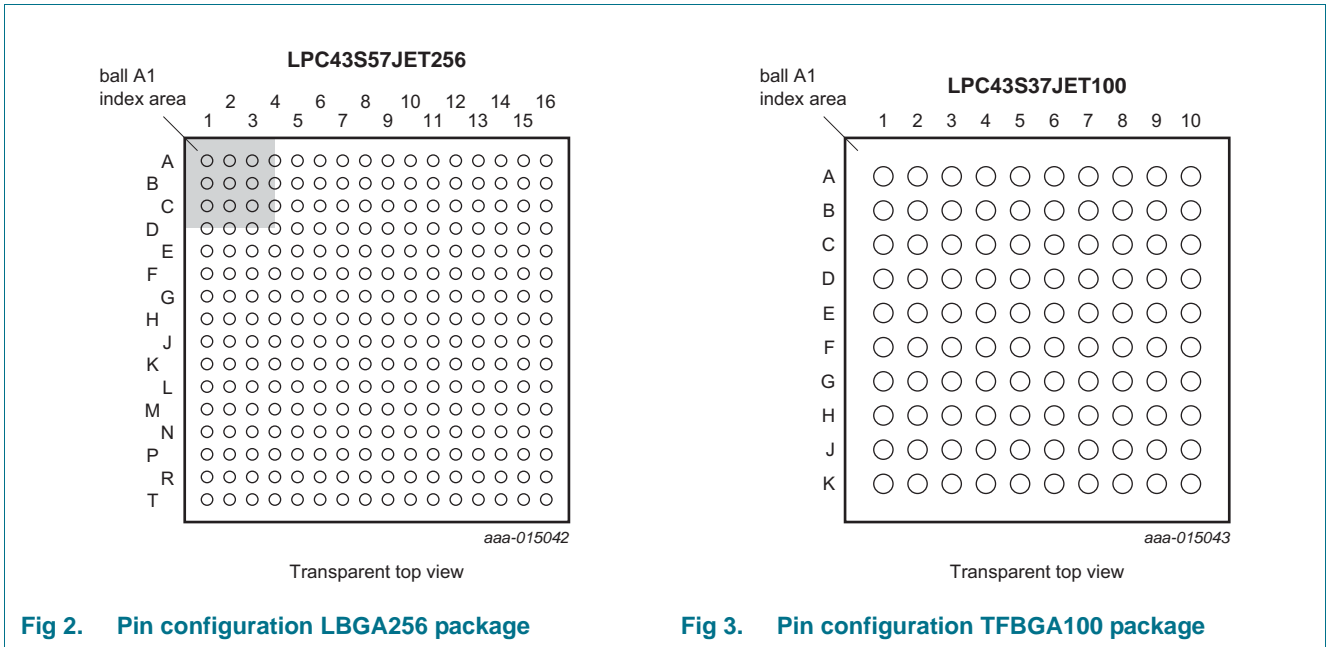 LPC43S57JET256
ball A1
index area
2 4 6 8 10 12 14 16
1 3 5 7 9 11 13 15
A
B
C
D
E
F
G
H
J
K
L
M
N
P
R
T
aaa-015042
Transparent top view
Fig 2. Pin configuration LBGA256 package
LPC43S37JET100
ball A1
index area
1 2 3 4 5 6 7 8 9 10
A
B
C
D
E
F
G
H
J
K
aaa-015043
Transparent top view
Fig 3. Pin configuration TFBGA100 package